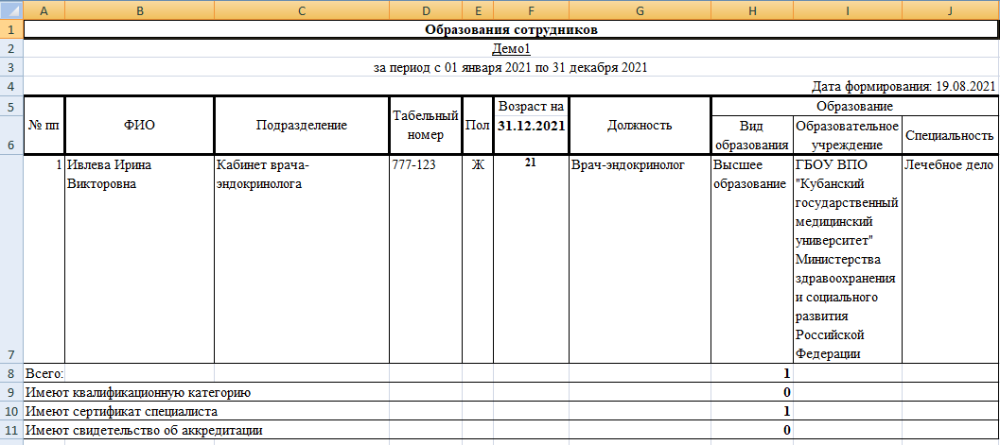 A B C D E F G H I J
1 Образования сотрудников
2 Демо1
3 за период с 01 января 2021 по 31 декабря 2021
4 Дата формирования: 19.08.2021
5 № пп ФИО Подразделение Табельный номер Пол Возраст на 31.12.2021 Должность Образование
6 Вид образования Образовательное учреждение Специальность
1 Ивлева Ирина Кабинет врача- 777-123 Ж 21 Врач-эндокринолог Высшее ГБОУ ВПО Лечебное дело
Викторовна эндокринолога образование "Кубанский
государственный
медицинский
университет"
Министерства
здравоохранения
и социального
развития
Российской
7 Федерации
8 Всего: 1
9 Имеют квалификационную категорию 0
10 Имеют сертификат специалиста 1
11 Имеют свидетельство об аккредитации 0